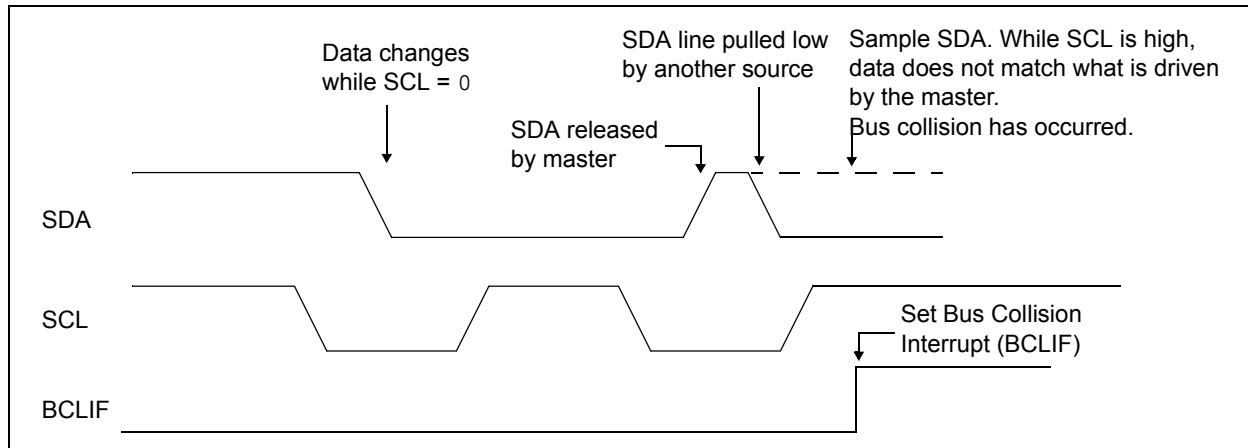 Data changes
while SCL = 0
SDA line pulled low
by another source
Sample SDA. While SCL is high,
data does not match what is driven
by the master.
Bus collision has occurred.
SDA released
by master
SDA
SCL
Set Bus Collision
Interrupt (BCLIF)
BCLIF